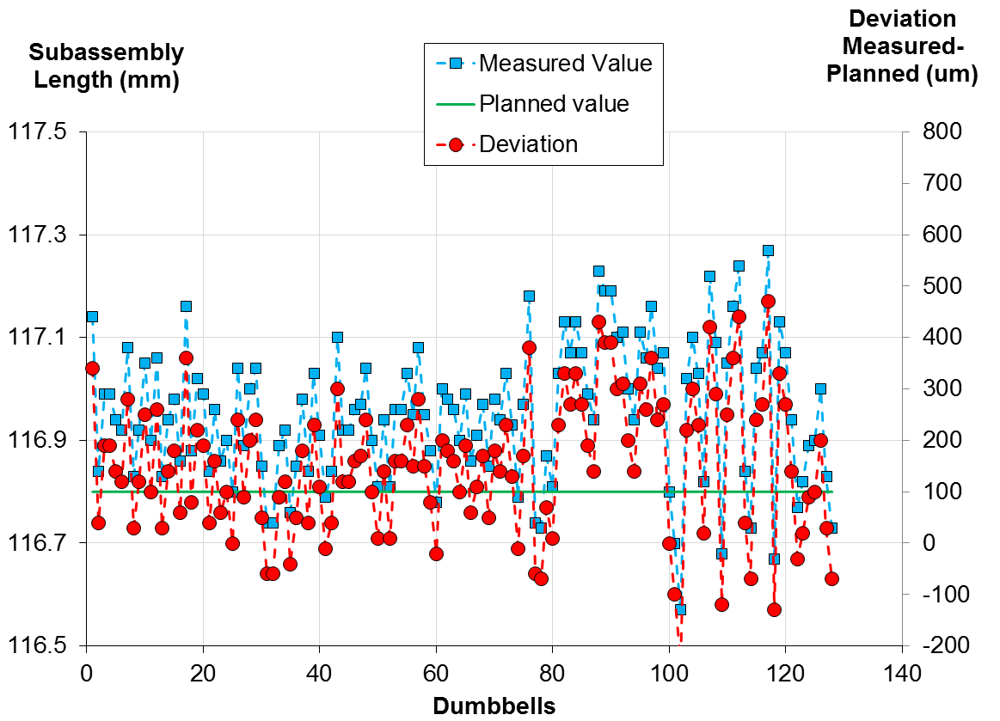 Deviation
Measured-
Planned (um)
Subassembly
Length (mm)
Measured Value
Planned value
Deviation
117.5
117.3
117.1
116.9
116.7
116.5
800
700
600
500
400
300
200
100
0
-100
-200
0 20 40 60 80 100 120 140
Dumbbells